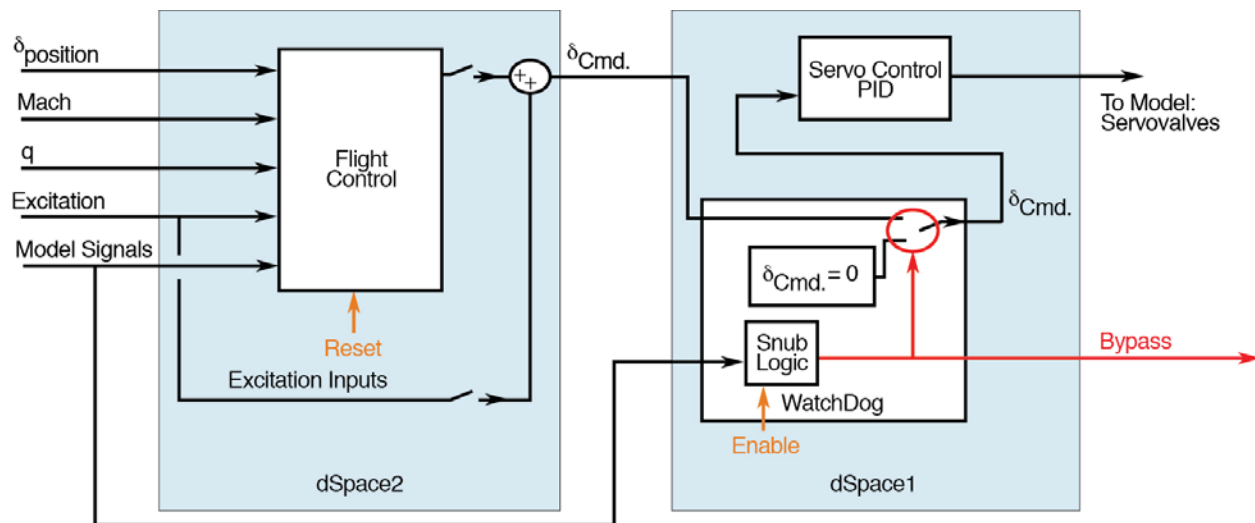 δposition
Mach
q
Excitation
Model Signals
Flight
Control
Reset
Excitation Inputs
++
δCmd.
dSpace2
Servo Control
PID
To Model:
Servovalves
δCmd.
δCmd. = 0
Snub
Logic
WatchDog
Enable
Bypass
dSpace1